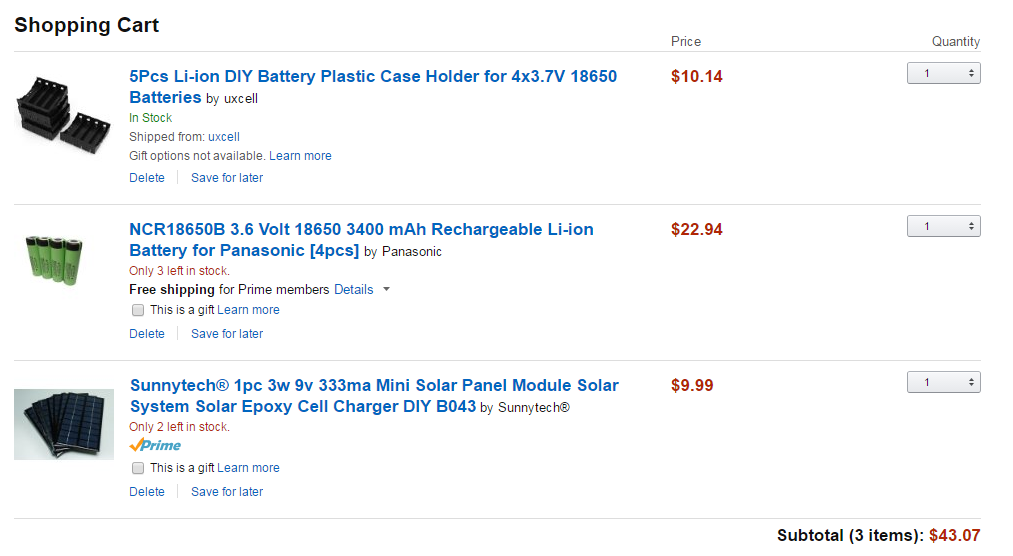 Shopping Cart
Price Quantity
5Pcs Li-ion DIY Battery Plastic Case Holder for 4x3.7V 18650 $10.14 1
Batteries by uxcell
In Stock
Shipped from: uxcell
Gift options not available. Learn more
Delete Save for later
NCR18650B 3.6 Volt 18650 3400 mAh Rechargeable Li-ion $22.94 1
Battery for Panasonic [4pcs] by Panasonic
Only 3 left in stock.
Free shipping for Prime members Details
This is a gift Learn more
Delete Save for later
Sunnytech® 1pc 3w 9v 333ma Mini Solar Panel Module Solar $9.99 1
System Solar Epoxy Cell Charger DIY B043 by Sunnytech®
Only 2 left in stock.
Prime
This is a gift Learn more
Delete Save for later
Subtotal (3 items): $43.07